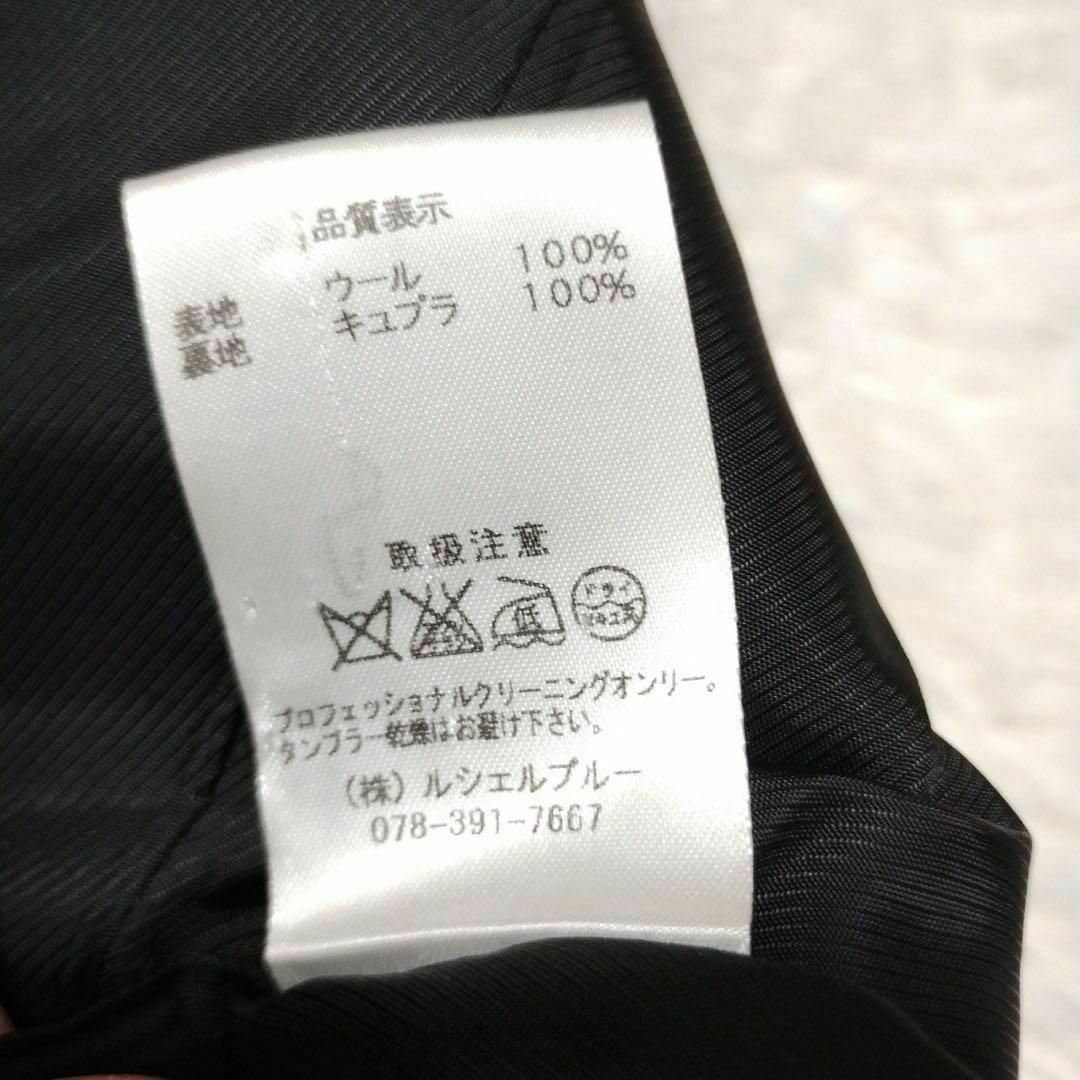 品質表示
表地 ウール 100%
裏地 キュプラ 100%
取扱注意
低 ドライ
プロフェッショナルクリーニングオンリー。
タンブラー乾燥はお避け下さい。
（株）ルシェルブルー
078-391-7667